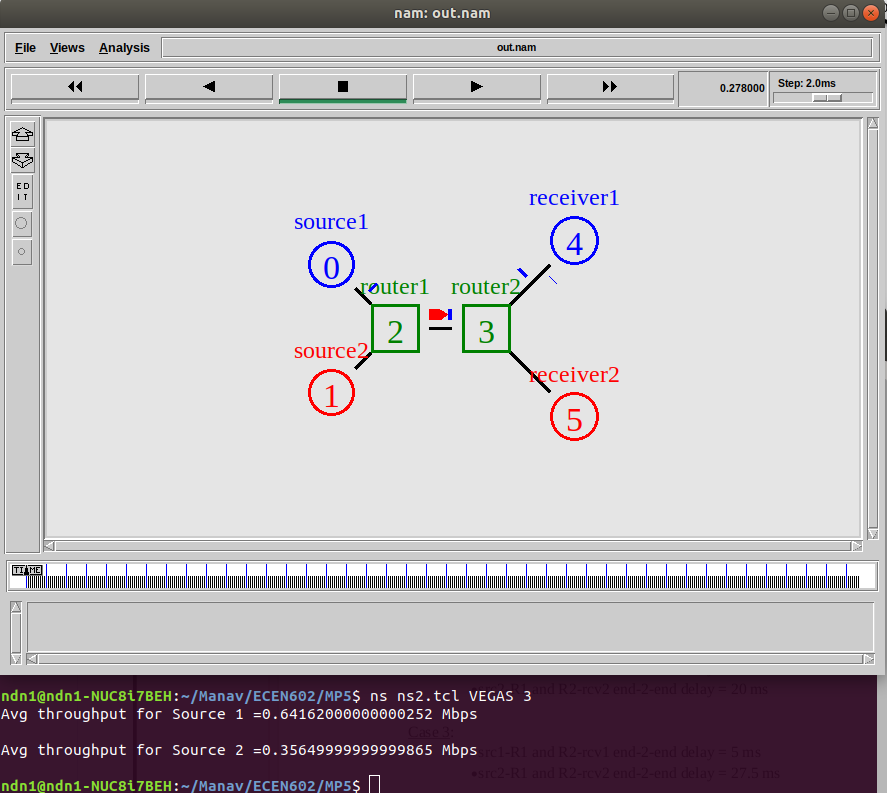 nam: out.nam
File Views Analysis out.nam
0.278000 Step: 2.0ms
ED
IT
receiver1
source1
4
0
router1 router2
2 3
source2
receiver2
1
5
TIME
ndn1@ndn1-NUC8i7BEH:~/Manav/ECEN602/MP5$ ns ns2.tcl VEGAS 3
and R2-rcv2 end-2-end delay = 20 ms
Avg throughput for Source 1 =0.64162000000000252 Mbps
Case 3:
Avg throughput for Source 2 =0.35649999999999865 Mbps
•src1-R1 and R2-rcv1 end-2-end delay = 5 ms
•src2-R1 and R2-rcv2 end-2-end delay = 27.5 ms
ndn1@ndn1-NUC8i7BEH:~/Manav/ECEN602/MP5$